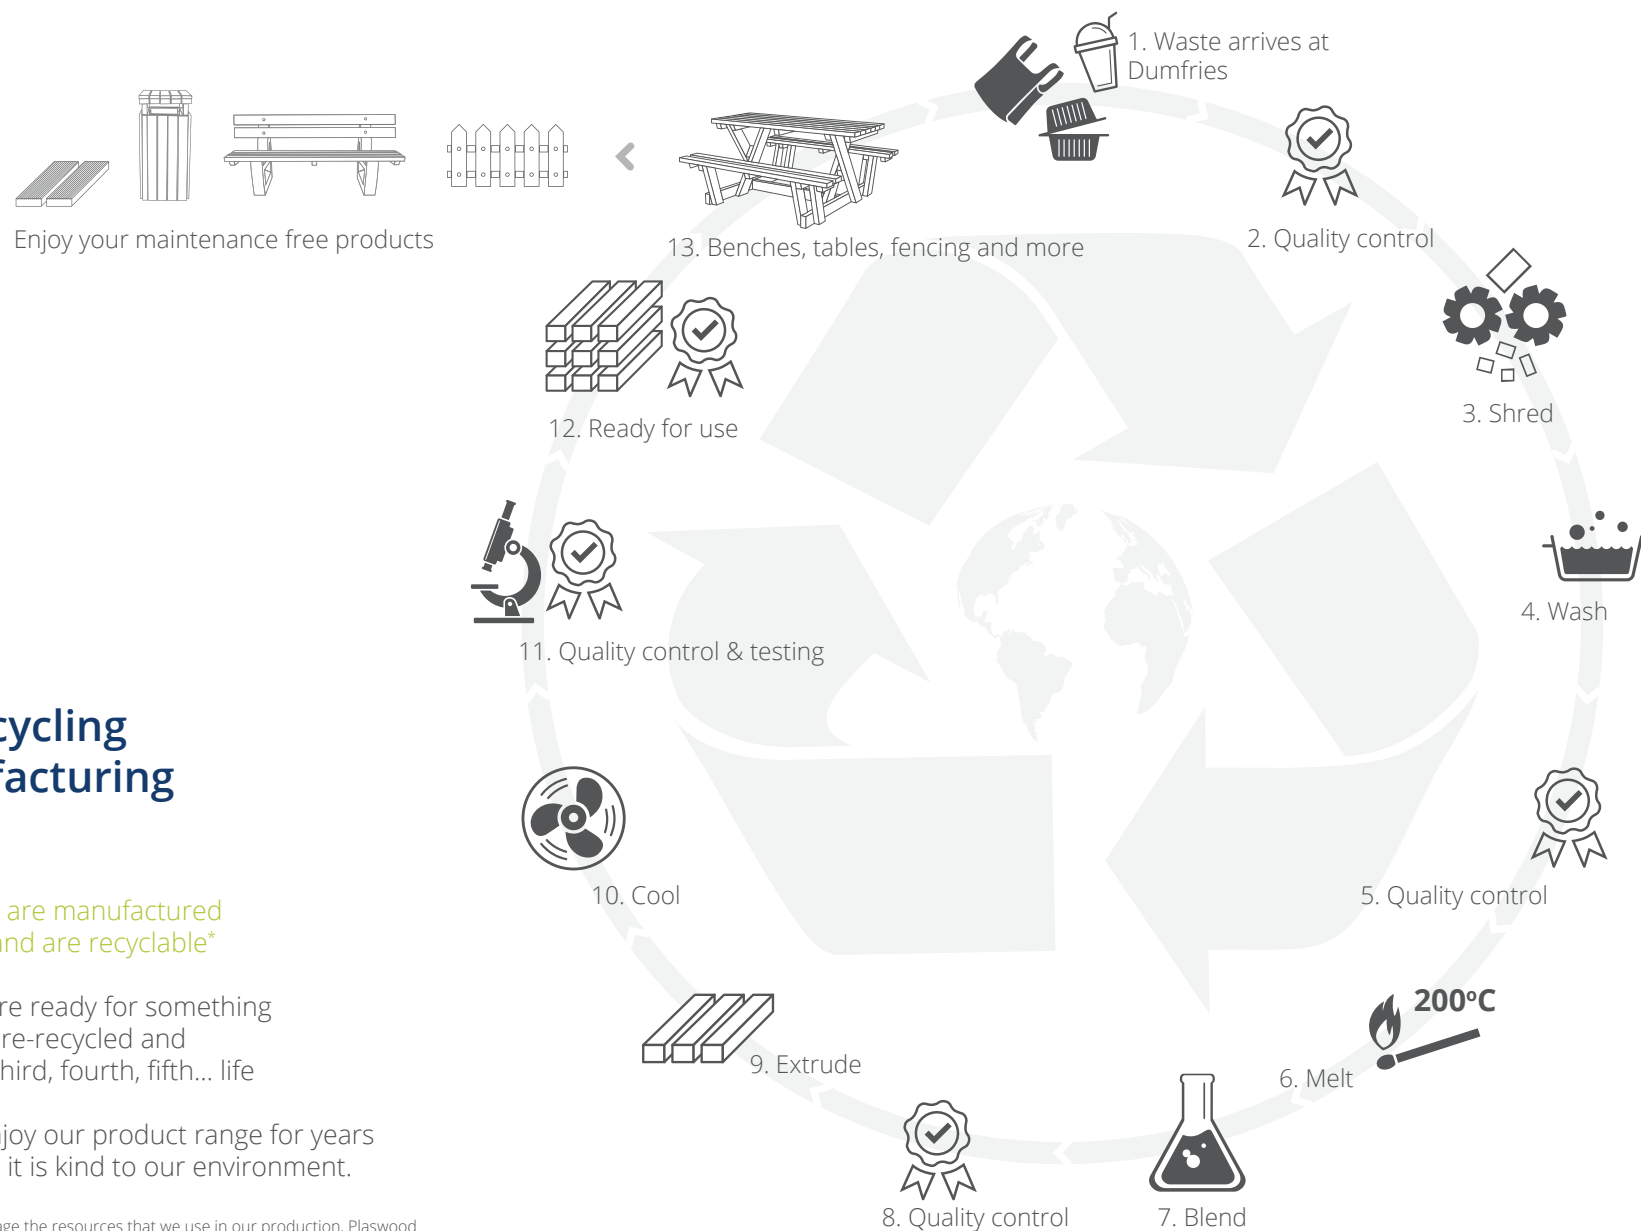 1. Waste arrives at
Dumfries
2. Quality control
3. Shred
4. Wash
5. Quality control
200ºC
6. Melt
7. Blend
8. Quality control
9. Extrude
10. Cool
11. Quality control & testing
12. Ready for use
13. Benches, tables, fencing and more
Enjoy your maintenance free products
cycling
facturing
are manufactured
and are recyclable*
re ready for something
re-recycled and
hird, fourth, fifth... life
joy our product range for years
it is kind to our environment.
age the resources that we use in our production. Plaswood